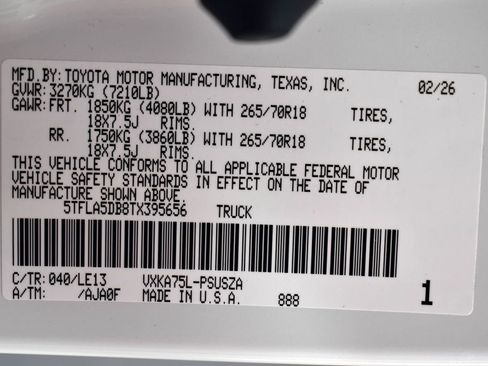 MFD.BY: TOYOTA MOTOR MANUFACTURING, TEXAS, INC. 02/26
GVWR: 3270KG (7210LB)
GAWR: FRT. 1850KG (4080LB) WITH 265/70R18 TIRES,
18X7.5J RIMS.
RR. 1750KG (3860LB) WITH 265/70R18 TIRES,
18X7.5J RIMS.
THIS VEHICLE CONFORMS TO ALL APPLICABLE FEDERAL MOTOR
VEHICLE SAFETY STANDARDS IN EFFECT ON THE DATE OF
MANUFACTURE SHOWN ABOVE.
5TFLA5DB8TX395656 TRUCK
C/TR: 040/LE13 VXKA75L-PSUSZA
A/TM: /AJA0F MADE IN U.S.A. 888 1